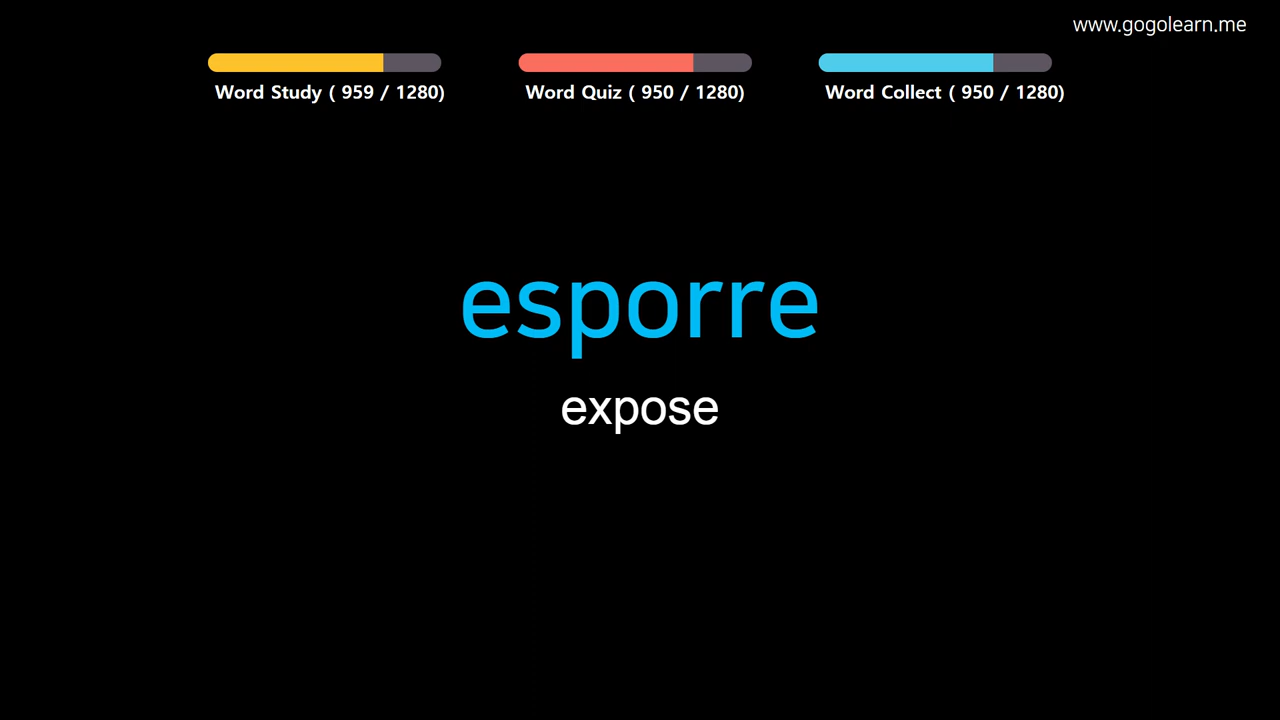 www.gogolearn.me
Word Study ( 959 / 1280)
Word Quiz ( 950 / 1280)
Word Collect ( 950 / 1280)
esporre
expose